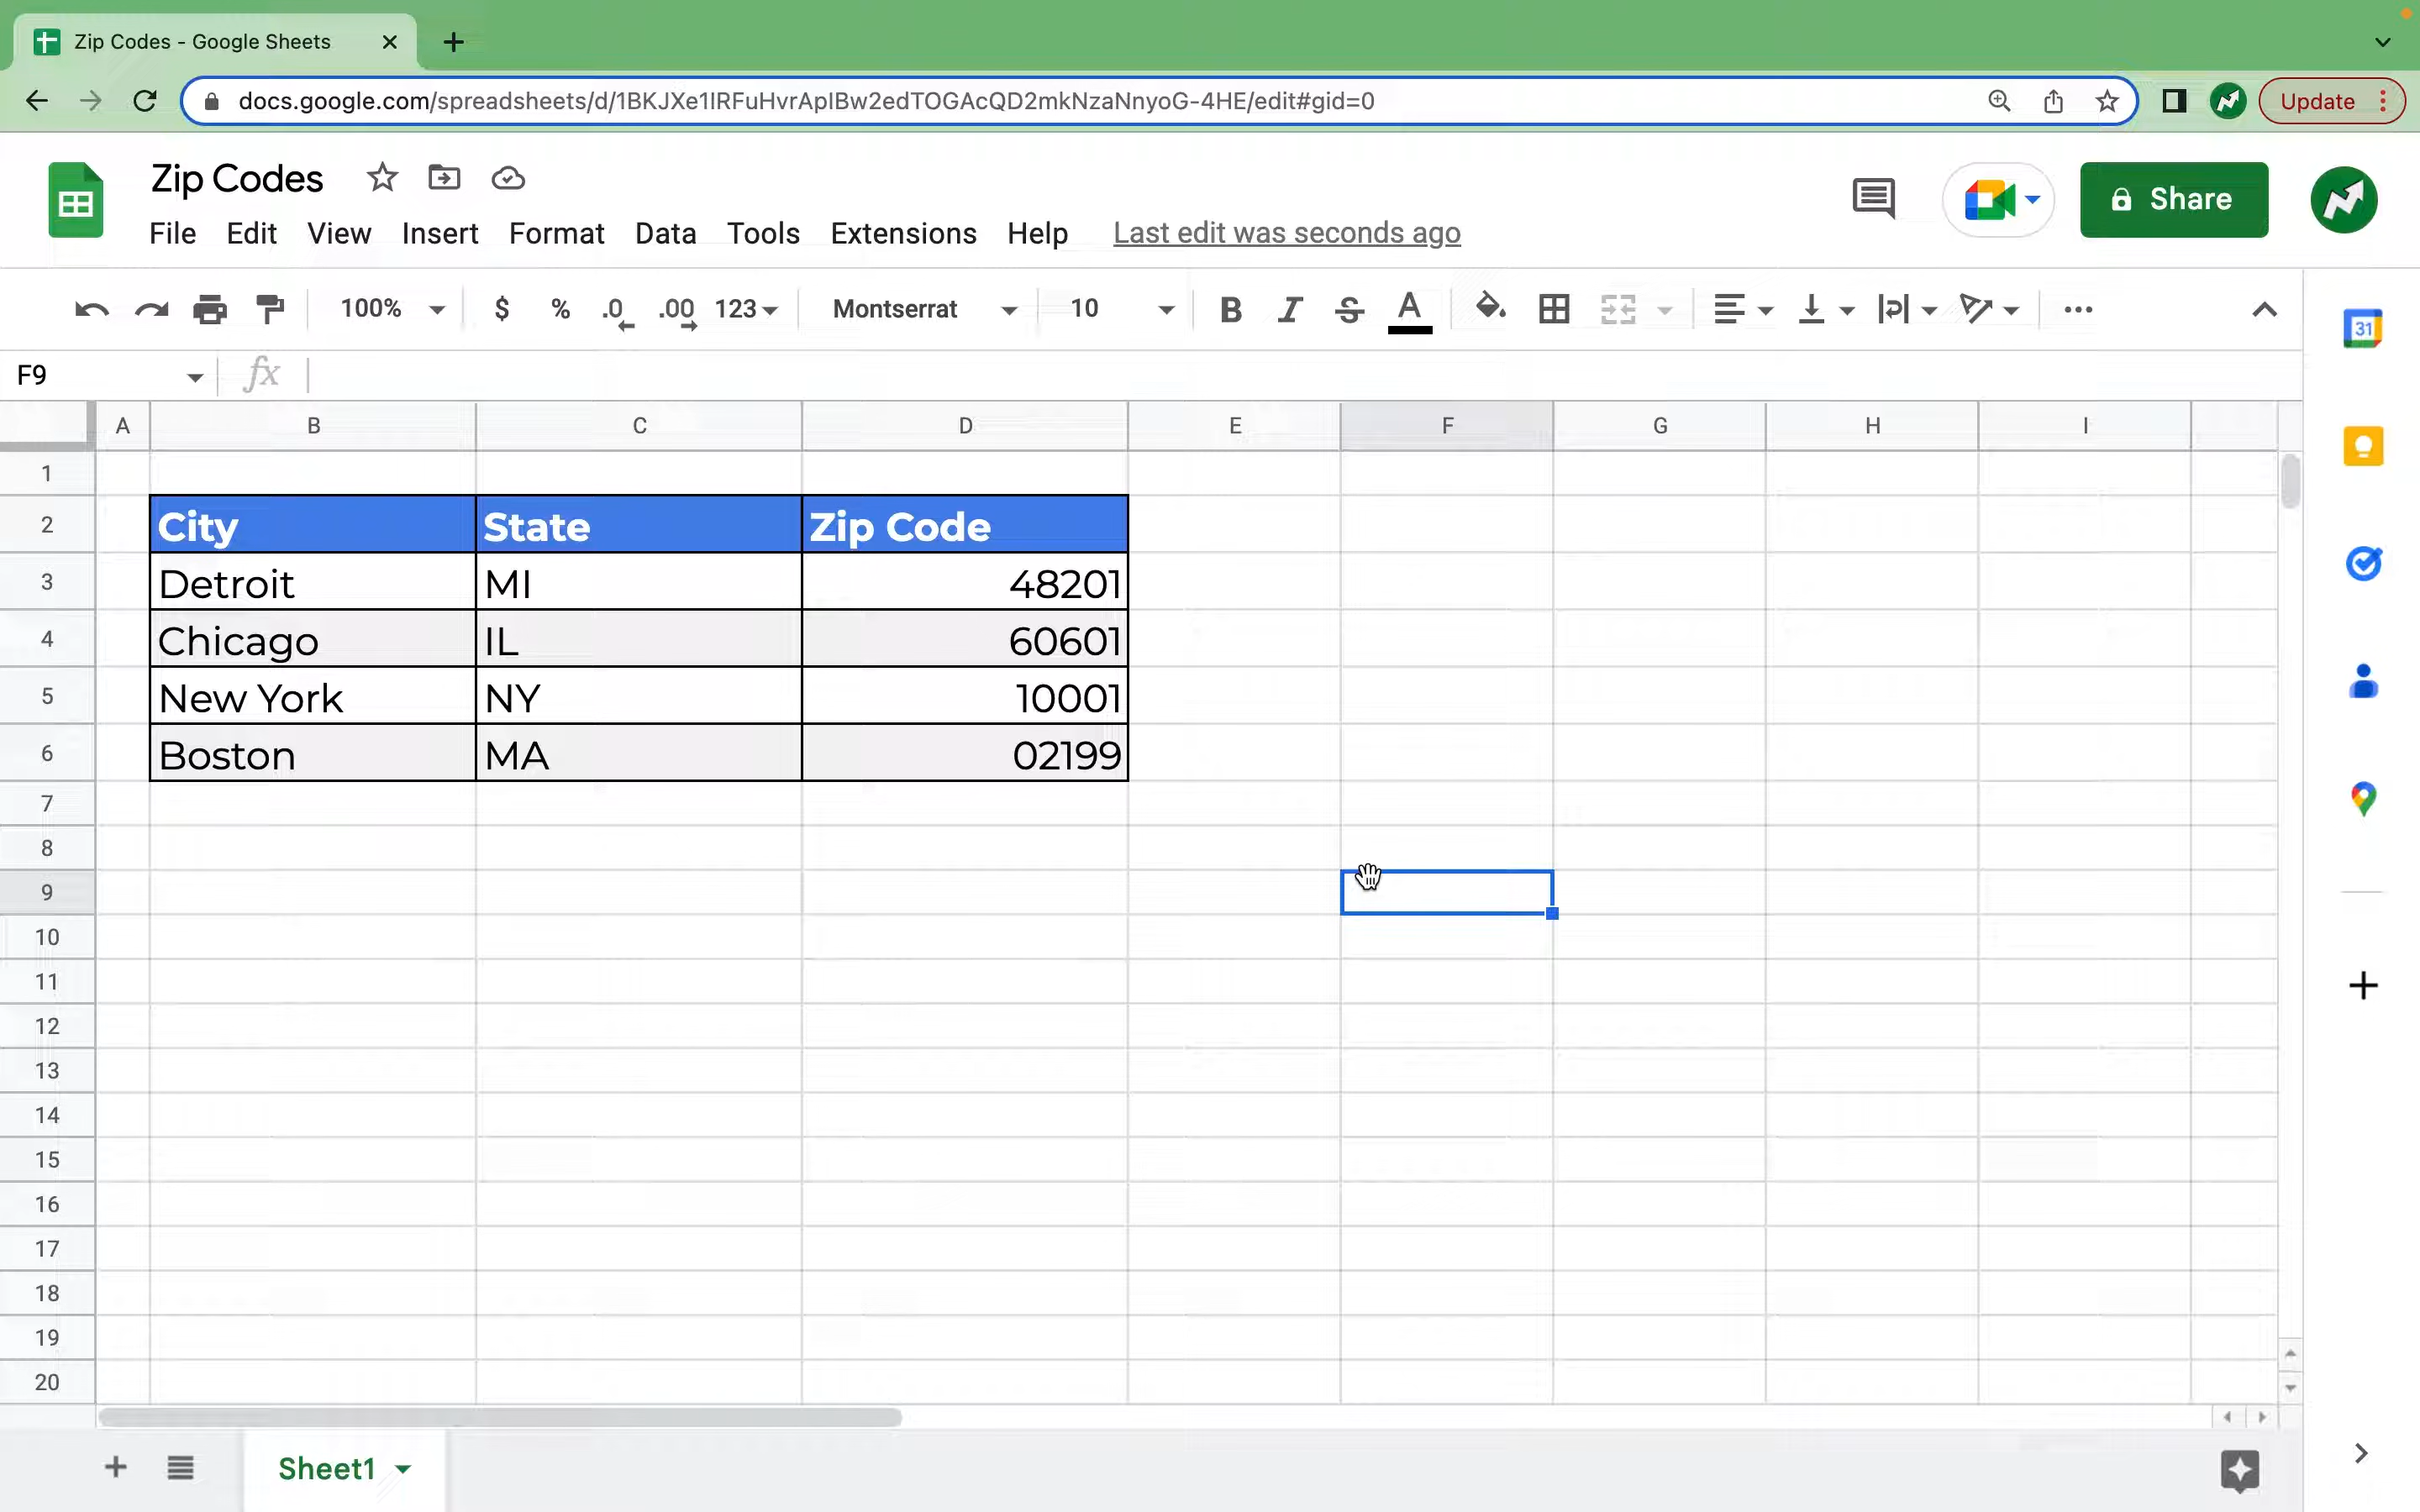 Zip Codes - Google Sheets
docs.google.com/spreadsheets/d/1BKJXe1IRFuHvrApIBw2edTOGAcQD2mkNzaNnyoG-4HE/edit#gid=0
Update
Zip Codes
File Edit View Insert Format Data Tools Extensions Help Last edit was seconds ago
Share
100% $ % .0 .00 123 Montserrat 10 B I S A
31
F9 fx
A B C D E F G H I
1
2 City State Zip Code
3 Detroit MI 48201
4 Chicago IL 60601
5 New York NY 10001
6 Boston MA 02199
7
8
9
10
11
12
13
14
15
16
17
18
19
20
Sheet1